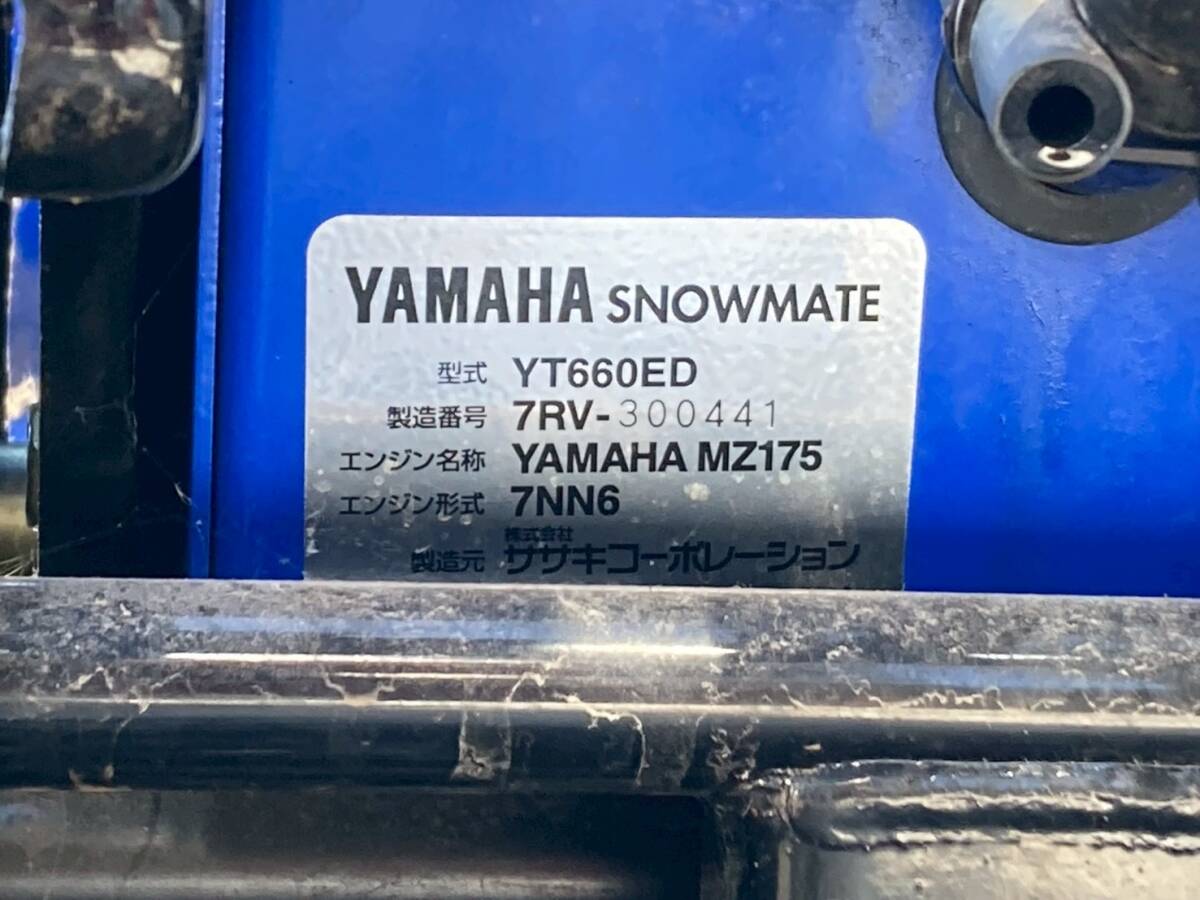 YAMAHA SNOWMATE
型式 YT660ED
製造番号 7RV-300441
エンジン名称 YAMAHA MZ175
エンジン形式 7NN6
製造元 株式会社 ササキコーポレーション